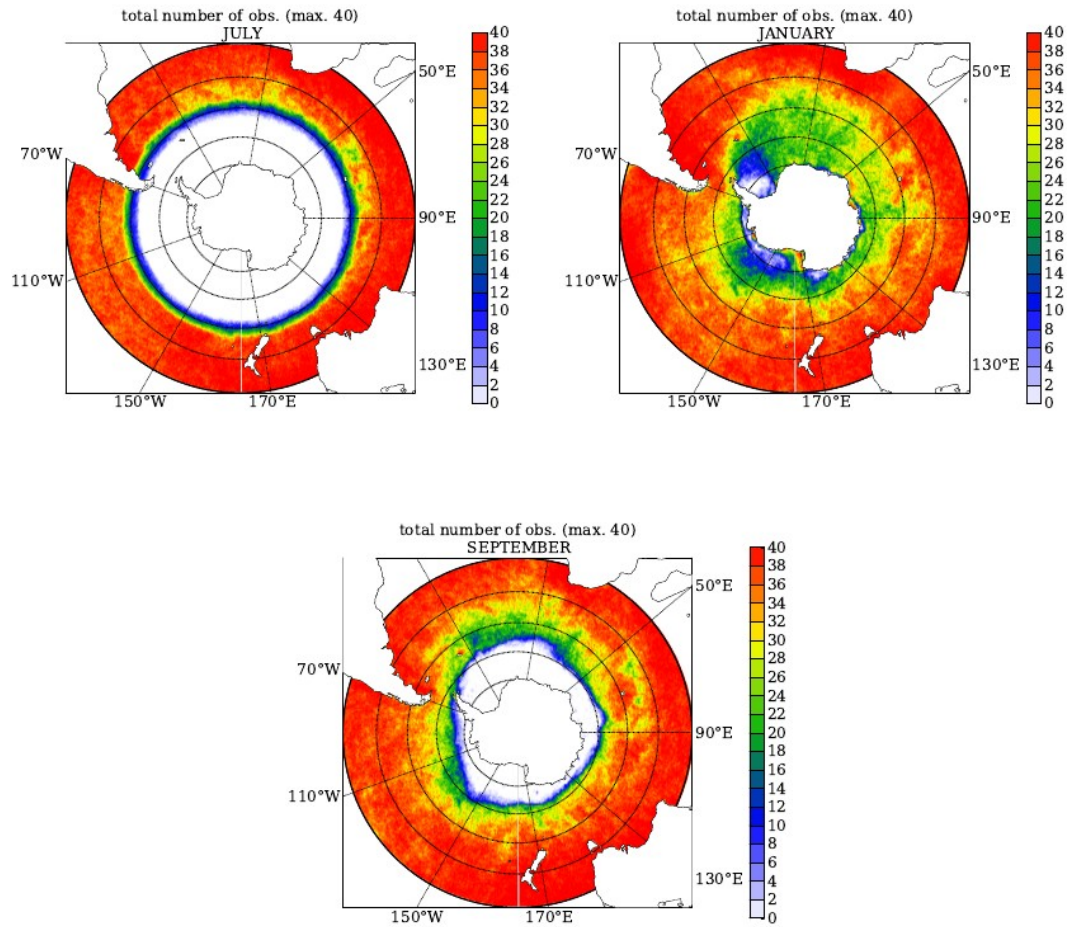 total number of obs. (max. 40)
JULY
40
38
36
34
32
30
28
26
24
22
20
18
16
14
12
10
8
6
4
2
0
50°E
70°W
90°E
110°W
130°E
150°W
170°E
total number of obs. (max. 40)
JANUARY
40
38
36
34
32
30
28
26
24
22
20
18
16
14
12
10
8
6
4
2
0
50°E
70°W
90°E
110°W
130°E
150°W
170°E
total number of obs. (max. 40)
SEPTEMBER
40
38
36
34
32
30
28
26
24
22
20
18
16
14
12
10
8
6
4
2
0
50°E
70°W
90°E
110°W
130°E
150°W
170°E